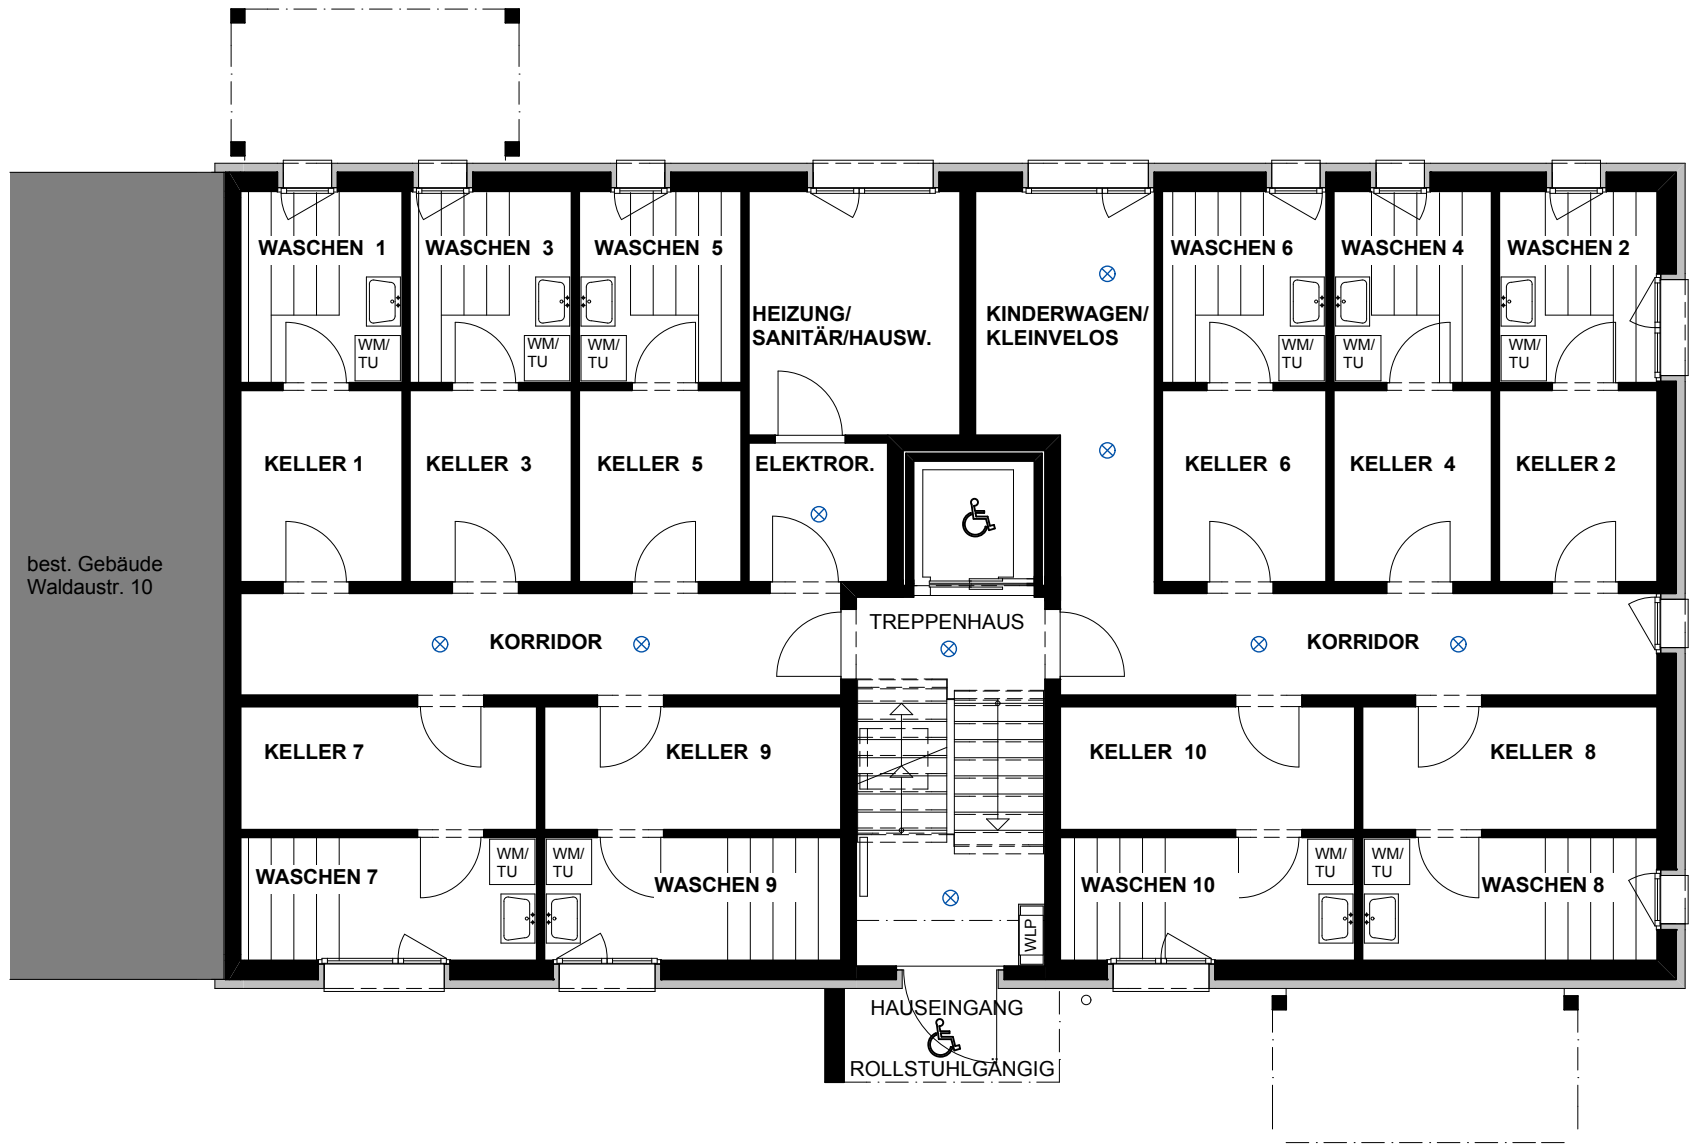 WASCHEN 1
WASCHEN 3
WASCHEN 5
WASCHEN 6
WASCHEN 4
WASCHEN 2
HEIZUNG/
SANITÄR/HAUSW.
KINDERWAGEN/
KLEINVELOS
WM/
TU
WM/
TU
WM/
TU
WM/
TU
WM/
TU
WM/
TU
KELLER 1
KELLER 3
KELLER 5
ELEKTROR.
KELLER 6
KELLER 4
KELLER 2
best. Gebäude
Waldaustr. 10
TREPPENHAUS
KORRIDOR
KORRIDOR
KELLER 7
KELLER 9
KELLER 10
KELLER 8
WM/
TU
WM/
TU
WM/
TU
WM/
TU
WASCHEN 7
WASCHEN 9
WASCHEN 10
WASCHEN 8
WLP
HAUSEINGANG
ROLLSTUHLGÄNGIG